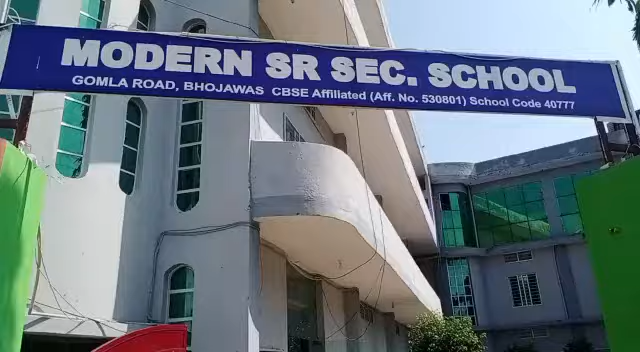 MODERN SR SEC. SCHOOL
GOMLA ROAD, BHOJAWAS CBSE Affiliated (Aff. No. 530801) School Code 40777